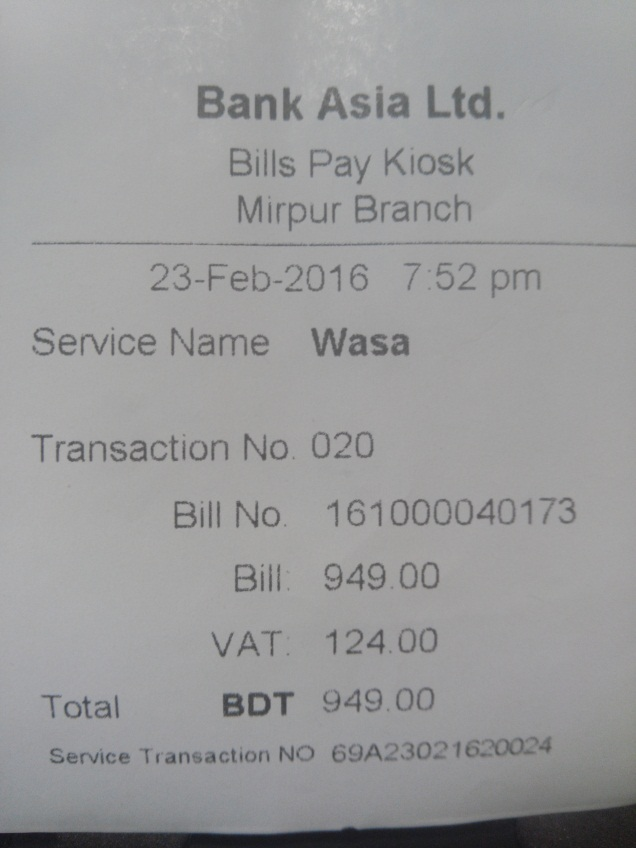 Bank Asia Ltd.
Bills Pay Kiosk
Mirpur Branch
23-Feb-2016 7:52 pm
Service Name Wasa
Transaction No. 020
Bill No. 161000040173
Bill: 949.00
VAT: 124.00
Total BDT 949.00
Service Transaction NO 69A23021620024